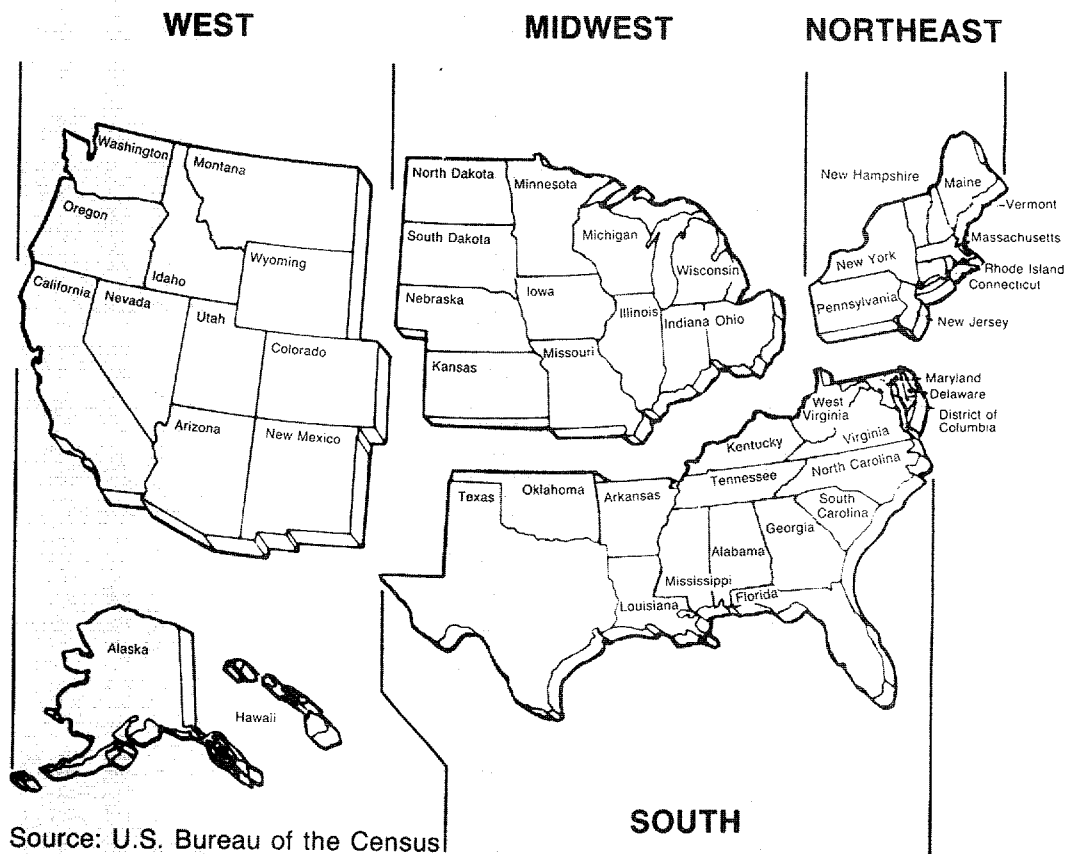 WEST
MIDWEST
NORTHEAST
Washington
Montana
Oregon
Idaho
Wyoming
California
Nevada
Utah
Colorado
Arizona
New Mexico
Alaska
Hawaii
North Dakota
Minnesota
South Dakota
Michigan
Wisconsin
Nebraska
Iowa
Illinois
Indiana
Ohio
Kansas
Missouri
New Hampshire
Maine
Vermont
Massachusetts
New York
Rhode Island
Connecticut
Pennsylvania
New Jersey
Maryland
Delaware
District of
Columbia
West
Virginia
Virginia
Kentucky
North Carolina
Tennessee
South
Carolina
Texas
Oklahoma
Arkansas
Georgia
Alabama
Mississippi
Louisiana
Florida
SOUTH
Source: U.S. Bureau of the Census